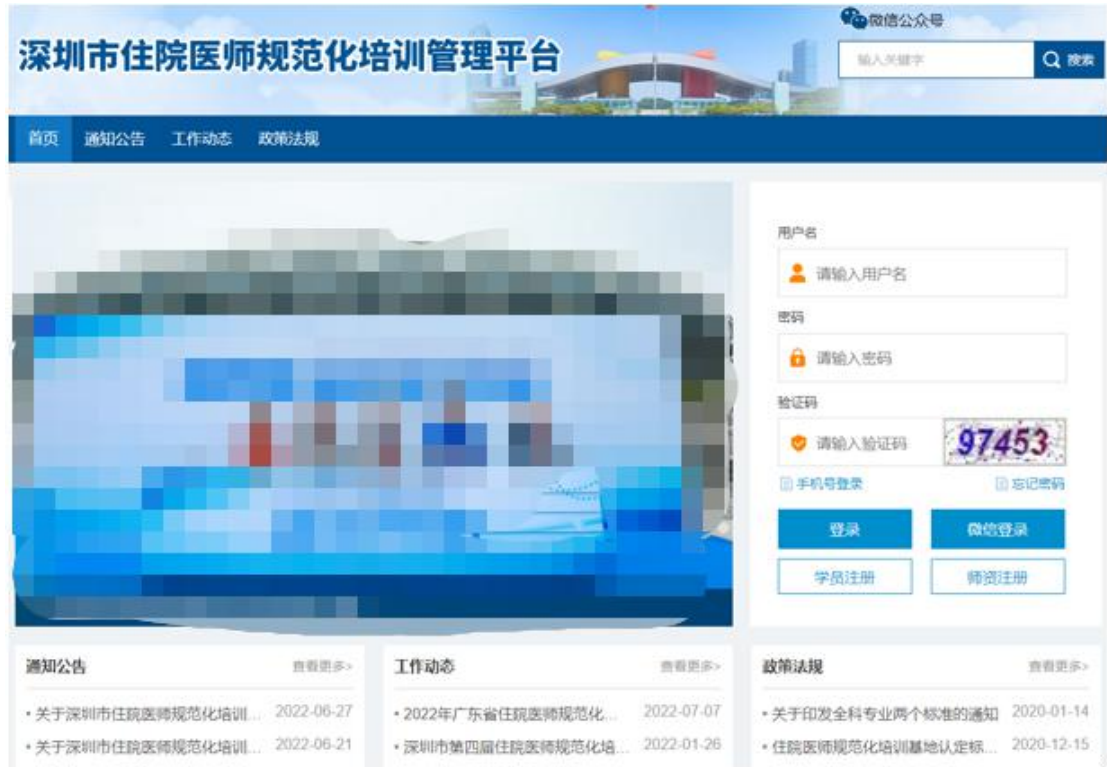 微信公众号
深圳市住院医师规范化培训管理平台
输入关键字
搜索
首页 通知公告 工作动态 政策法规
用户名
请输入用户名
密码
请输入密码
验证码
请输入验证码 97453
手机号登录 忘记密码
登录 微信登录
学员注册 师资注册
通知公告 查看更多>
• 关于深圳市住院医师规范化培训... 2022-06-27
• 关于深圳市住院医师规范化培训... 2022-06-21
工作动态 查看更多>
• 2022年广东省住院医师规范化... 2022-07-07
• 深圳市第四届住院医师规范化培... 2022-01-26
政策法规 查看更多>
• 关于印发全科专业两个标准的通知 2020-01-14
• 住院医师规范化培训基地认定标... 2020-12-15